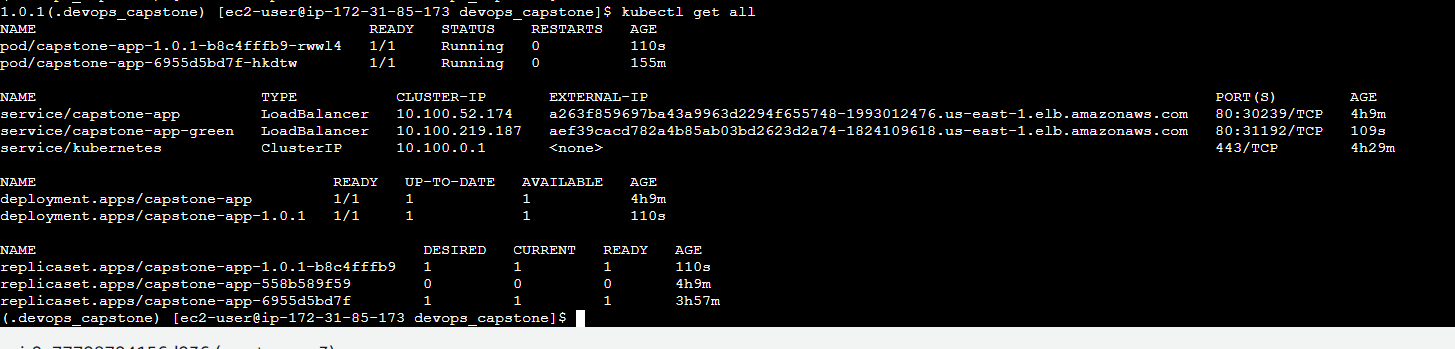 1.0.1(.devops_capstone) [ec2-user@ip-172-31-85-173 devops_capstone]$ kubectl get all
NAME READY STATUS RESTARTS AGE
pod/capstone-app-1.0.1-b8c4fffb9-rwwl4 1/1 Running 0 110s
pod/capstone-app-6955d5bd7f-hkdtw 1/1 Running 0 155m
NAME TYPE CLUSTER-IP EXTERNAL-IP PORT(S) AGE
service/capstone-app LoadBalancer 10.100.52.174 a263f859697ba43a9963d2294f655748-1993012476.us-east-1.elb.amazonaws.com 80:30239/TCP 4h9m
service/capstone-app-green LoadBalancer 10.100.219.187 aef39cacd782a4b85ab03bd2623d2a74-1824109618.us-east-1.elb.amazonaws.com 80:31192/TCP 109s
service/kubernetes ClusterIP 10.100.0.1 <none> 443/TCP 4h29m
NAME READY UP-TO-DATE AVAILABLE AGE
deployment.apps/capstone-app 1/1 1 1 4h9m
deployment.apps/capstone-app-1.0.1 1/1 1 1 110s
NAME DESIRED CURRENT READY AGE
replicaset.apps/capstone-app-1.0.1-b8c4fffb9 1 1 1 110s
replicaset.apps/capstone-app-558b589f59 0 0 0 4h9m
replicaset.apps/capstone-app-6955d5bd7f 1 1 1 3h57m
(.devops_capstone) [ec2-user@ip-172-31-85-173 devops_capstone]$